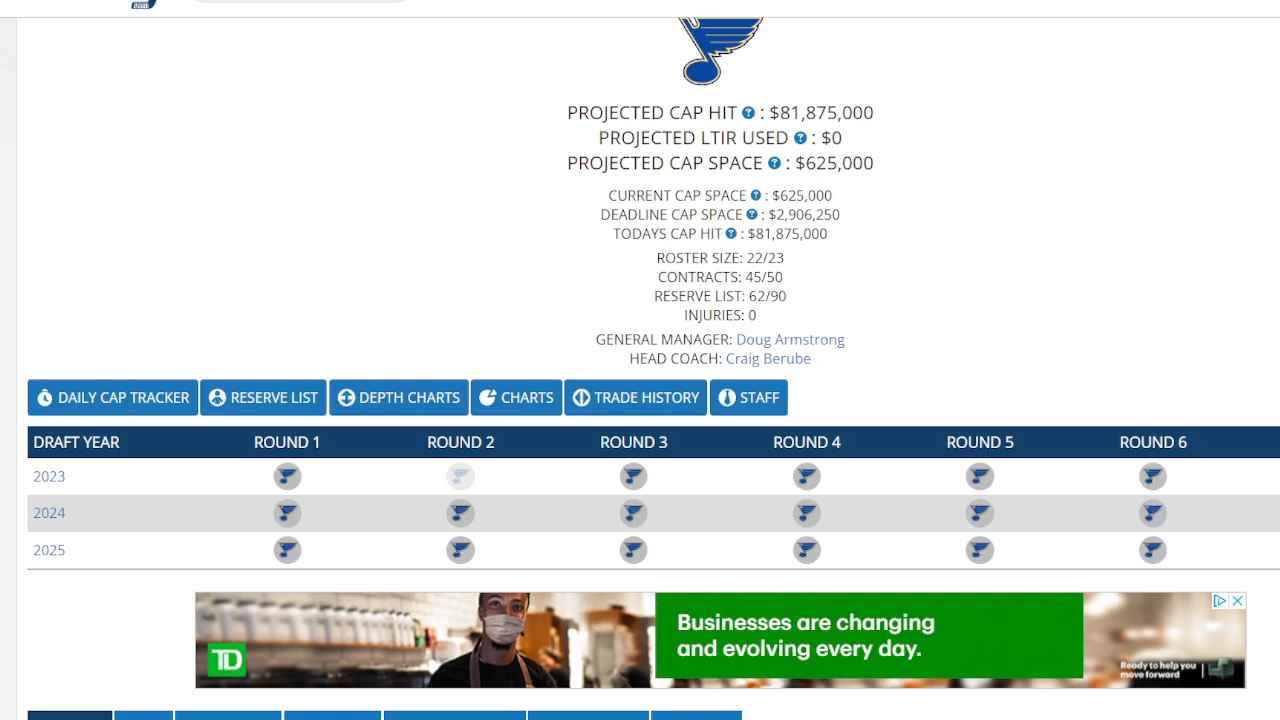 PROJECTED CAP HIT ? : $81,875,000
PROJECTED LTIR USED ? : $0
PROJECTED CAP SPACE ? : $625,000
CURRENT CAP SPACE ? : $625,000
DEADLINE CAP SPACE ? : $2,906,250
TODAYS CAP HIT ? : $81,875,000
ROSTER SIZE: 22/23
CONTRACTS: 45/50
RESERVE LIST: 62/90
INJURIES: 0
GENERAL MANAGER: Doug Armstrong
HEAD COACH: Craig Berube
DAILY CAP TRACKER RESERVE LIST DEPTH CHARTS CHARTS TRADE HISTORY STAFF
DRAFT YEAR ROUND 1 ROUND 2 ROUND 3 ROUND 4 ROUND 5 ROUND 6
2023
2024
2025
Businesses are changing
and evolving every day.
TD
Ready to help you
move forward